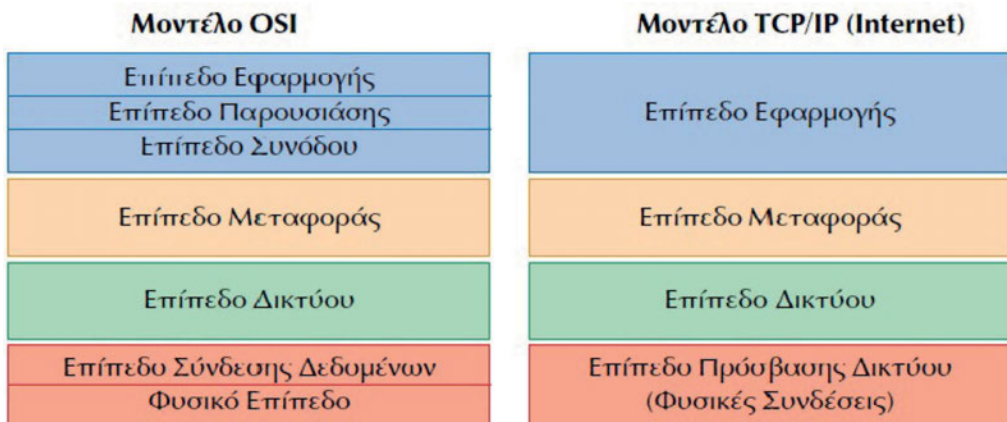 Μοντέλο OSI
Επίπεδο Εφαρμογής
Επίπεδο Παρουσιάσης
Επίπεδο Συνόδου
Επίπεδο Μεταφοράς
Επίπεδο Δικτύου
Επίπεδο Σύνδεσης Δεδομένων
Φυσικό Επίπεδο
Μοντέλο TCP/IP (Internet)
Επίπεδο Εφαρμογής
Επίπεδο Μεταφοράς
Επίπεδο Δικτύου
Επίπεδο Πρόσβασης Δικτύου
(Φυσικές Συνδέσεις)